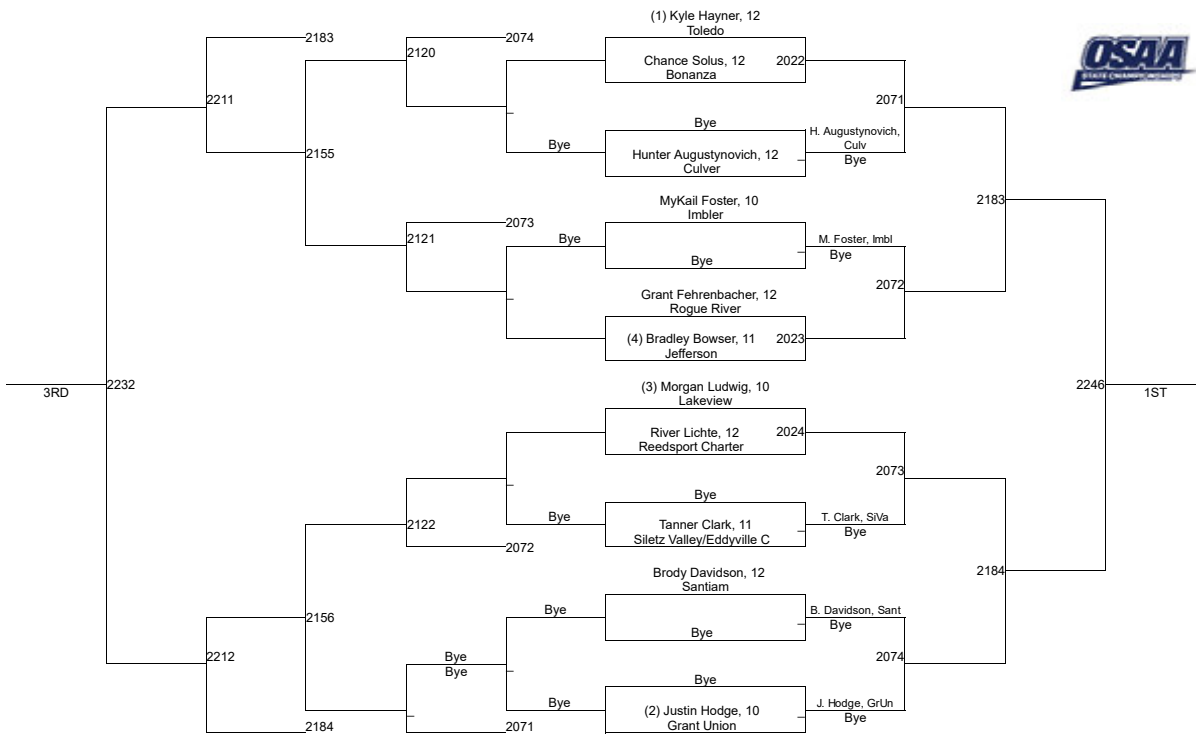 (1) Kyle Hayner, 12
Toledo
OSAA
STATE CHAMPIONSHIPS
2183
2074
2120
Chance Solus, 12
Bonanza
2022
2211
2071
Bye
H. Augustynovich,
Culv
Bye
Bye
2155
Hunter Augustynovich, 12
Culver
MyKail Foster, 10
Imbler
2183
2073
2121
Bye
M. Foster, Imbl
Bye
Bye
2072
Grant Fehrenbacher, 12
Rogue River
(4) Bradley Bowser, 11
Jefferson
2023
3RD
2232
2246
1ST
(3) Morgan Ludwig, 10
Lakeview
River Lichte, 12
Reedsport Charter
2024
2073
Bye
2122
Bye
T. Clark, SiVa
Bye
Tanner Clark, 11
Siletz Valley/Eddyville C
2072
2184
Brody Davidson, 12
Santiam
2156
Bye
B. Davidson, Sant
Bye
Bye
2212
Bye
Bye
2074
Bye
Bye
J. Hodge, GrUn
Bye
(2) Justin Hodge, 10
Grant Union
2184
2071